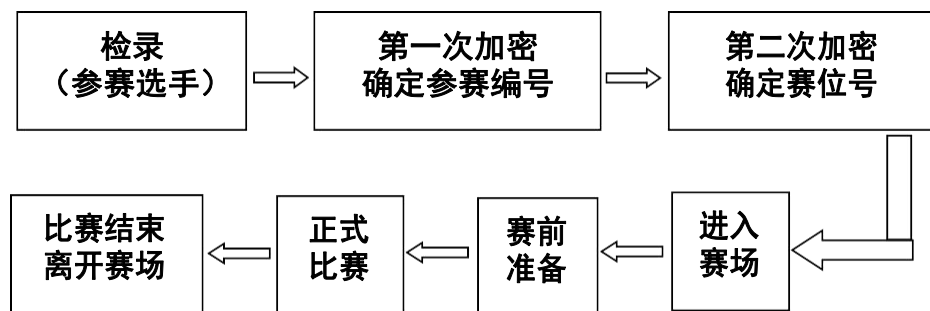 检录
（参赛选手）
第一次加密
确定参赛编号
第二次加密
确定赛位号
进入
赛场
赛前
准备
正式
比赛
比赛结束
离开赛场